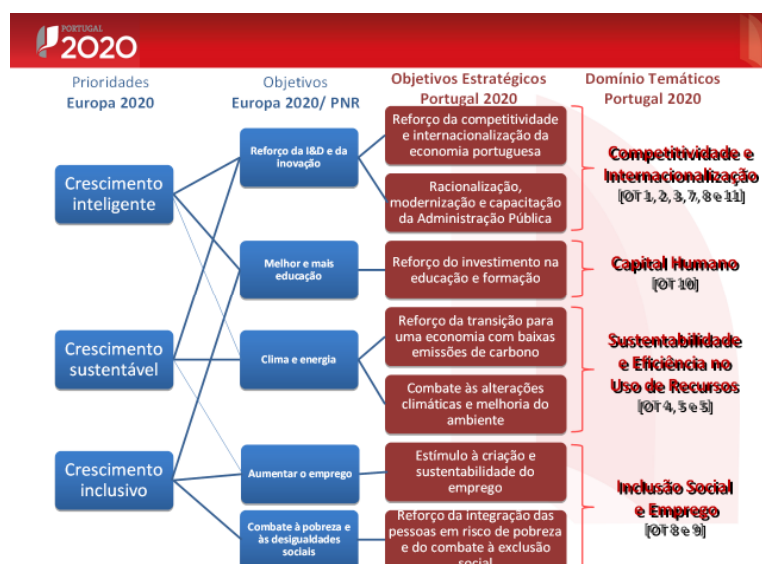 PORTUGAL
2020
Prioridades
Europa 2020
Objetivos
Europa 2020/ PNR
Objetivos Estratégicos
Portugal 2020
Domínio Temáticos
Portugal 2020
Crescimento
inteligente
Crescimento
sustentável
Crescimento
inclusivo
Reforço da I&D e da
inovação
Melhor e mais
educação
Clima e energia
Aumentar o emprego
Combate à pobreza e
às desigualdades
sociais
Reforço da competitividade
e internacionalização da
economia portuguesa
Racionalização,
modernização e capacitação
da Administração Pública
Reforço do investimento na
educação e formação
Reforço da transição para
uma economia com baixas
emissões de carbono
Combate às alterações
climáticas e melhoria do
ambiente
Estímulo à criação e
sustentabilidade do
emprego
Reforço da integração das
pessoas em risco de pobreza
e do combate à exclusão
social
Competitividade e
Internacionalização
[OT 1, 2, 3, 7, 8 e 11]
Capital Humano
[OT 10]
Sustentabilidade
e Eficiência no
Uso de Recursos
[OT 4, 5 e 5]
Inclusão Social
e Emprego
[OT 8 e 9]